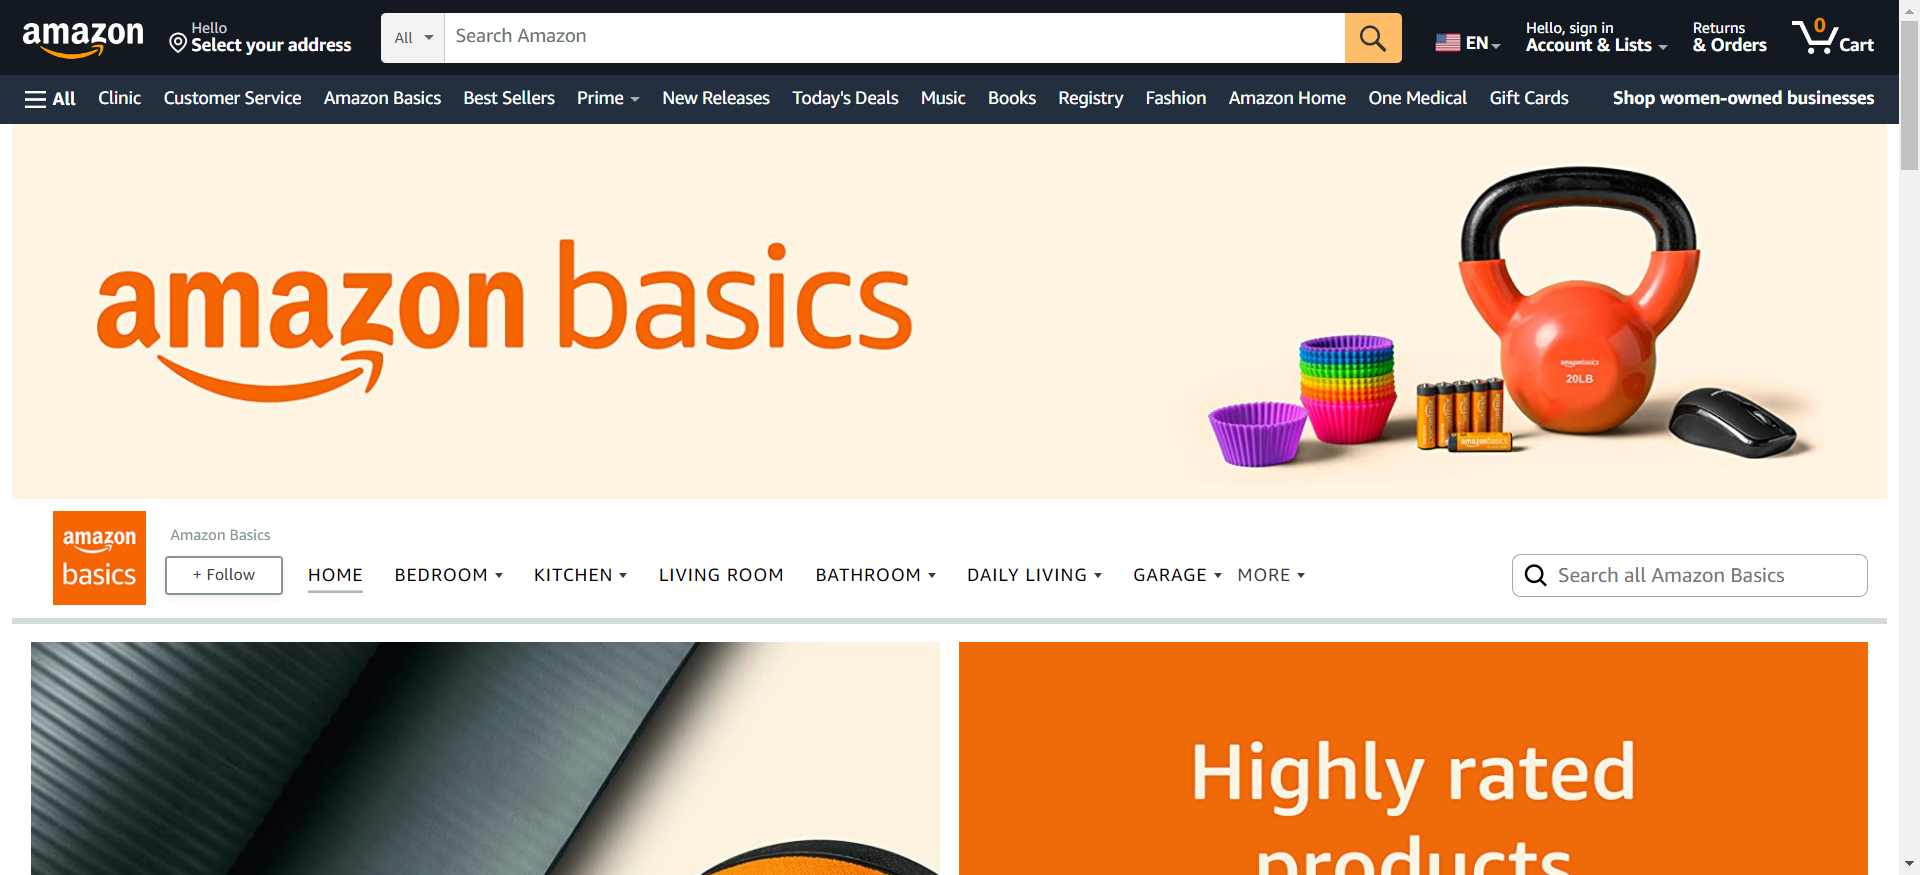 amazon
Hello
Select your address
All
Search Amazon
EN
Hello, sign in
Account & Lists
Returns
& Orders
0
Cart
All
Clinic
Customer Service
Amazon Basics
Best Sellers
Prime
New Releases
Today's Deals
Music
Books
Registry
Fashion
Amazon Home
One Medical
Gift Cards
Shop women-owned businesses
amazon basics
amazonbasics
20LB
amazonbasics
amazon
basics
Amazon Basics
+ Follow
HOME
BEDROOM
KITCHEN
LIVING ROOM
BATHROOM
DAILY LIVING
GARAGE
MORE
Search all Amazon Basics
Highly rated
products